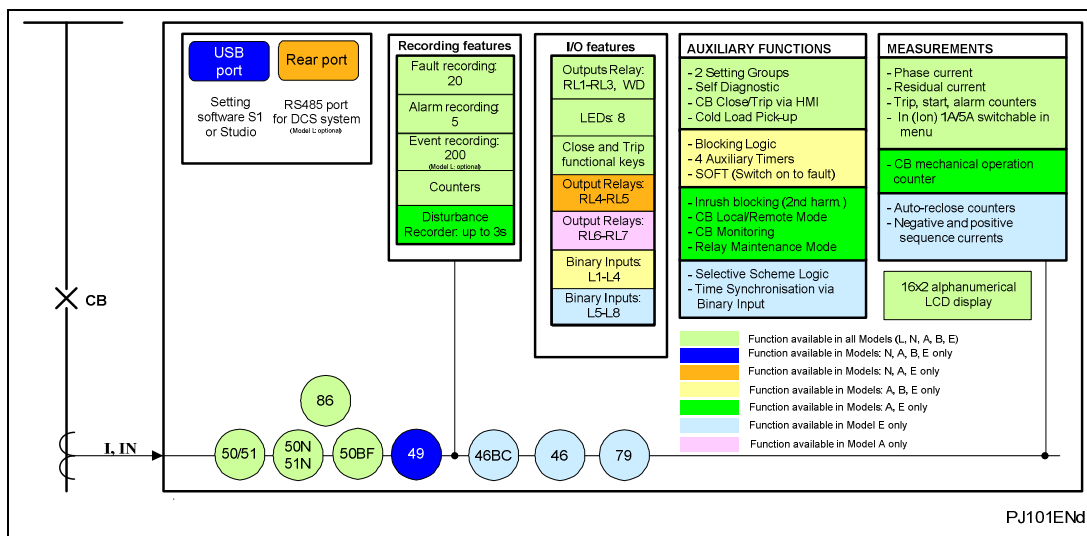 USB
port
Rear port
Setting
software S1
or Studio
RS485 port
for DCS system
(Model L: optional)
Recording features
Fault recording:
20
Alarm recording:
5
Event recording:
200
(Model L: optional)
Counters
Disturbance
Recorder: up to 3s
I/O features
Outputs Relay:
RL1-RL3, WD
LEDs: 8
Close and Trip
functional keys
Output Relays:
RL4-RL5
Output Relays:
RL6-RL7
Binary Inputs:
L1-L4
Binary Inputs:
L5-L8
AUXILIARY FUNCTIONS
- 2 Setting Groups
- Self Diagnostic
- CB Close/Trip via HMI
- Cold Load Pick-up
- Blocking Logic
- 4 Auxiliary Timers
- SOFT (Switch on to fault)
- Inrush blocking (2nd harm.)
- CB Local/Remote Mode
- CB Monitoring
- Relay Maintenance Mode
- Selective Scheme Logic
- Time Synchronisation via
Binary Input
MEASUREMENTS
- Phase current
- Residual current
- Trip, start, alarm counters
- In (Ion) 1A/5A switchable in
menu
- CB mechanical operation
counter
- Auto-reclose counters
- Negative and positive
sequence currents
16x2 alphanumerical
LCD display
Function available in all Models (L, N, A, B, E)
Function available in Models: N, A, B, E only
Function available in Models: N, A, E only
Function available in Models: A, B, E only
Function available in Models: A, E only
Function available in Model E only
Function available in Model A only
CB
I, IN
86
50/51
50N
51N
50BF
49
46BC
46
79
PJ101ENd